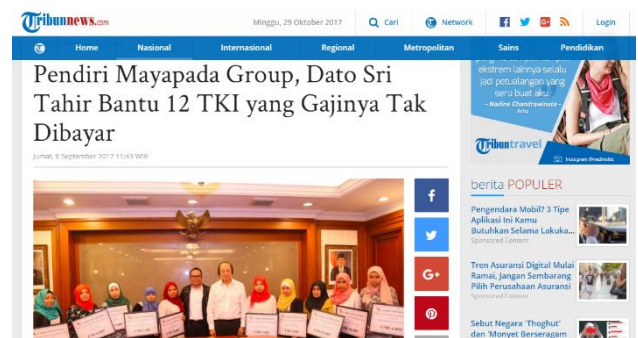 Tribunnews.com
Minggu, 29 Oktober 2017
Cari
Network
Login
Home
Nasional
Internasional
Regional
Metropolitan
Sains
Pendidikan
Pendiri Mayapada Group, Dato Sri
Tahir Bantu 12 TKI yang Gajinya Tak
Dibayar
Jumat, 8 September 2017 11:43 WIB
ekstrem lainnya selalu
jadi petualangan yang
seru buat aku
- Nadine Chandrawinata -
Artis
Tribuntravel
Instagram @nadinelist
berita POPULER
Pengendara Mobil? 3 Tipe
Aplikasi Ini Kamu
Butuhkan Selama Lakuka...
Sponsored Content
Tren Asuransi Digital Mulai
Ramai, Jangan Sembarang
Pilih Perusahaan Asuransi
Sponsored Content
Sebut Negara 'Thoghut'
dan 'Monyet Berseragam